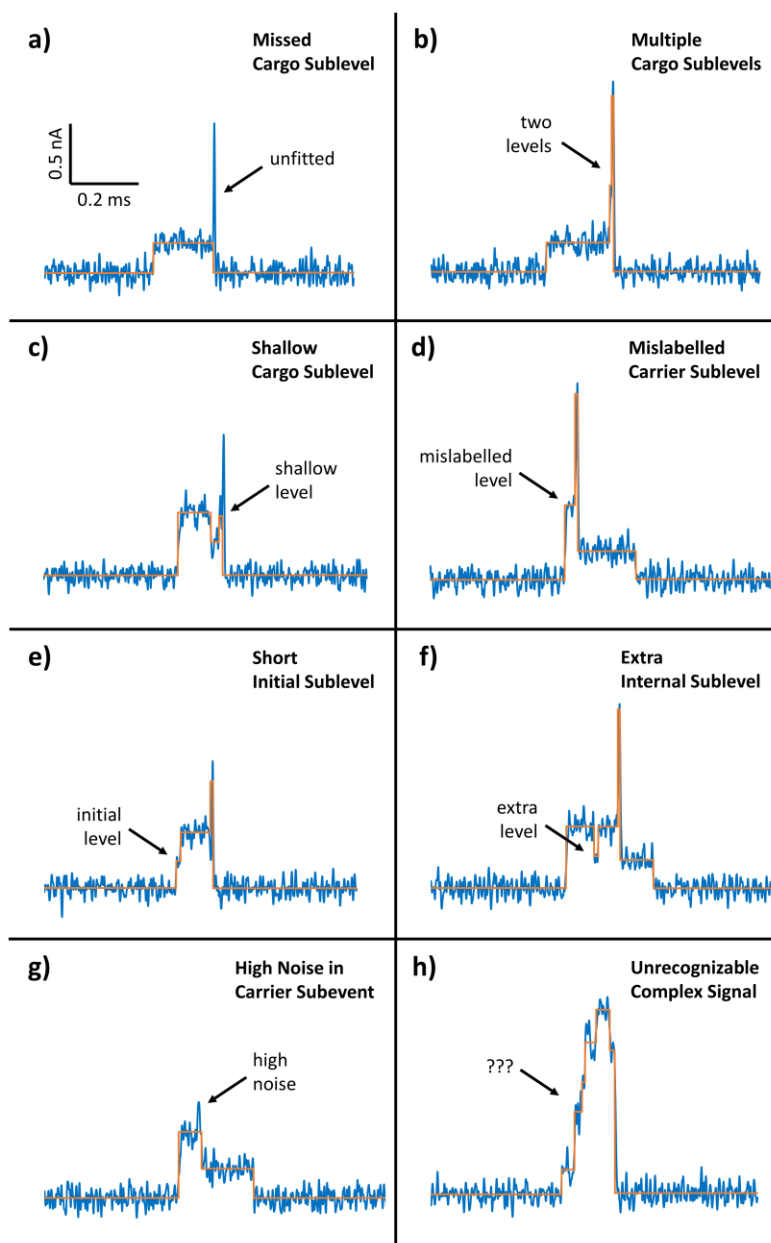 a)
Missed
Cargo Sublevel
0.5 nA
0.2 ms
unfitted
b)
Multiple
Cargo Sublevels
two
levels
c)
Shallow
Cargo Sublevel
shallow
level
d)
Mislabelled
Carrier Sublevel
mislabelled
level
e)
Short
Initial Sublevel
initial
level
f)
Extra
Internal Sublevel
extra
level
g)
High Noise in
Carrier Subevent
high
noise
h)
Unrecognizable
Complex Signal
???